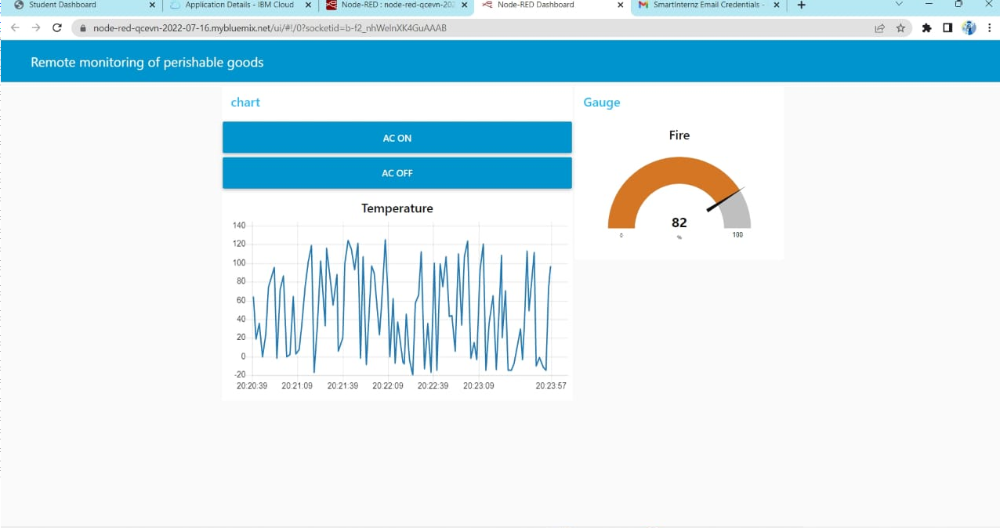 Student Dashboard
Application Details - IBM Cloud
Node-RED : node-red-qcevn-202
Node-RED Dashboard
SmartInternz Email Credentials -
node-red-qcevn-2022-07-16.mybluemix.net/ui/#!/0?socketid=b-f2_nhWelnXK4GuAAAB
Remote monitoring of perishable goods
chart
AC ON
AC OFF
Temperature
140
120
100
80
60
40
20
0
-20
20:20:39 20:21:09 20:21:39 20:22:09 20:22:39 20:23:09 20:23:57
Gauge
Fire
82
%
0 100